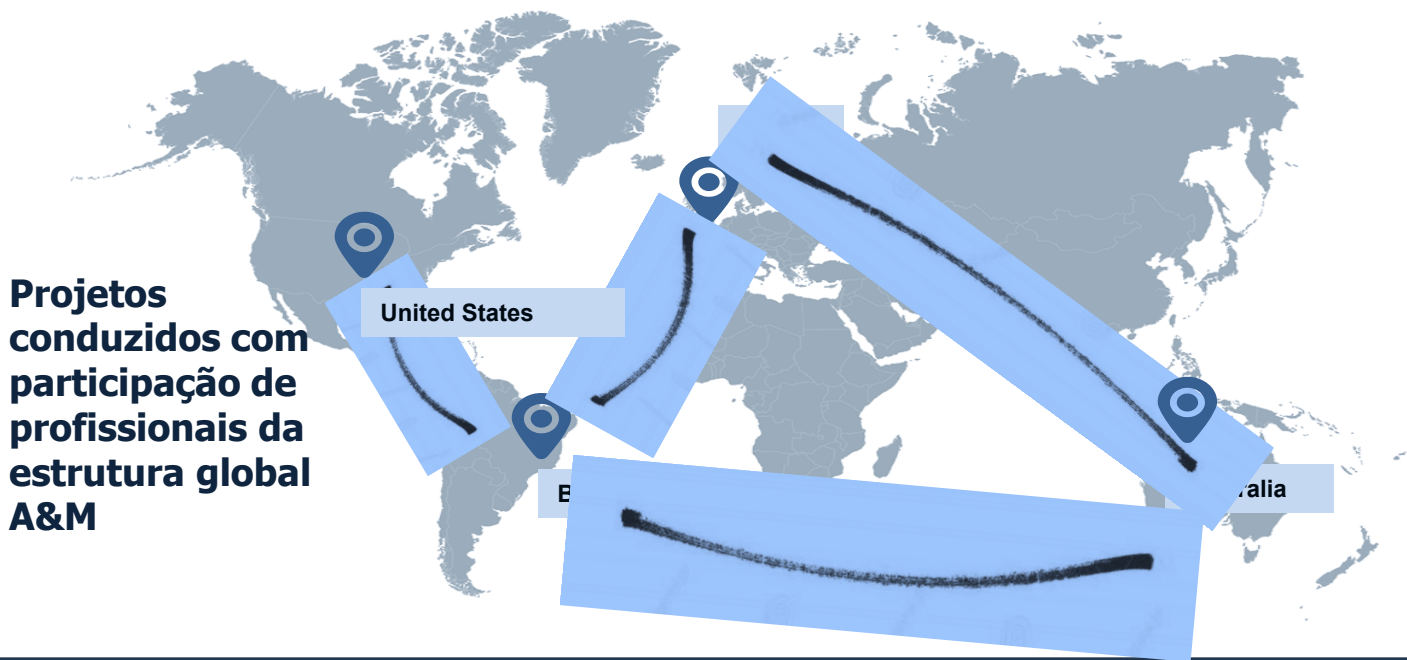 Projetos
conduzidos com
participação de
profissionais da
estrutura global
A&M
United States
B
ralia